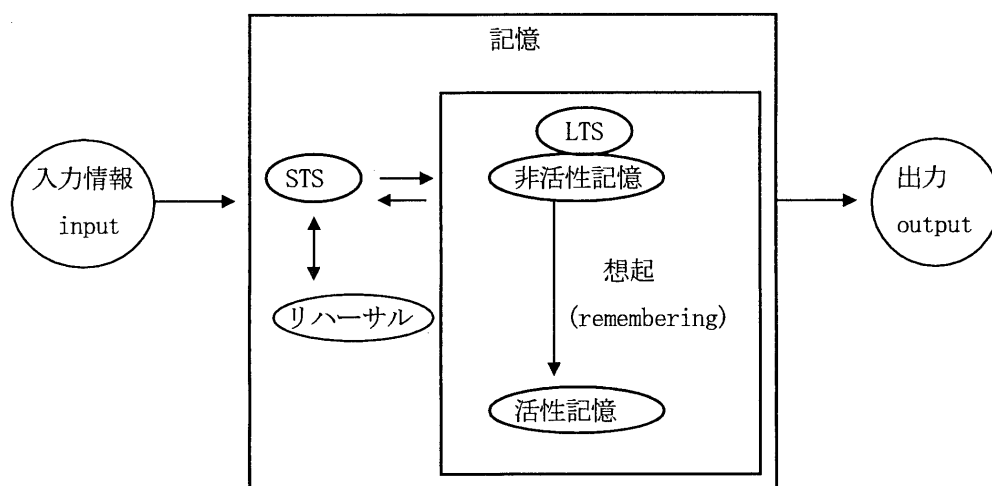 記憶
入力情報
input
STS
リハーサル
LTS
非活性記憶
想起
(remembering)
活性記憶
出力
output